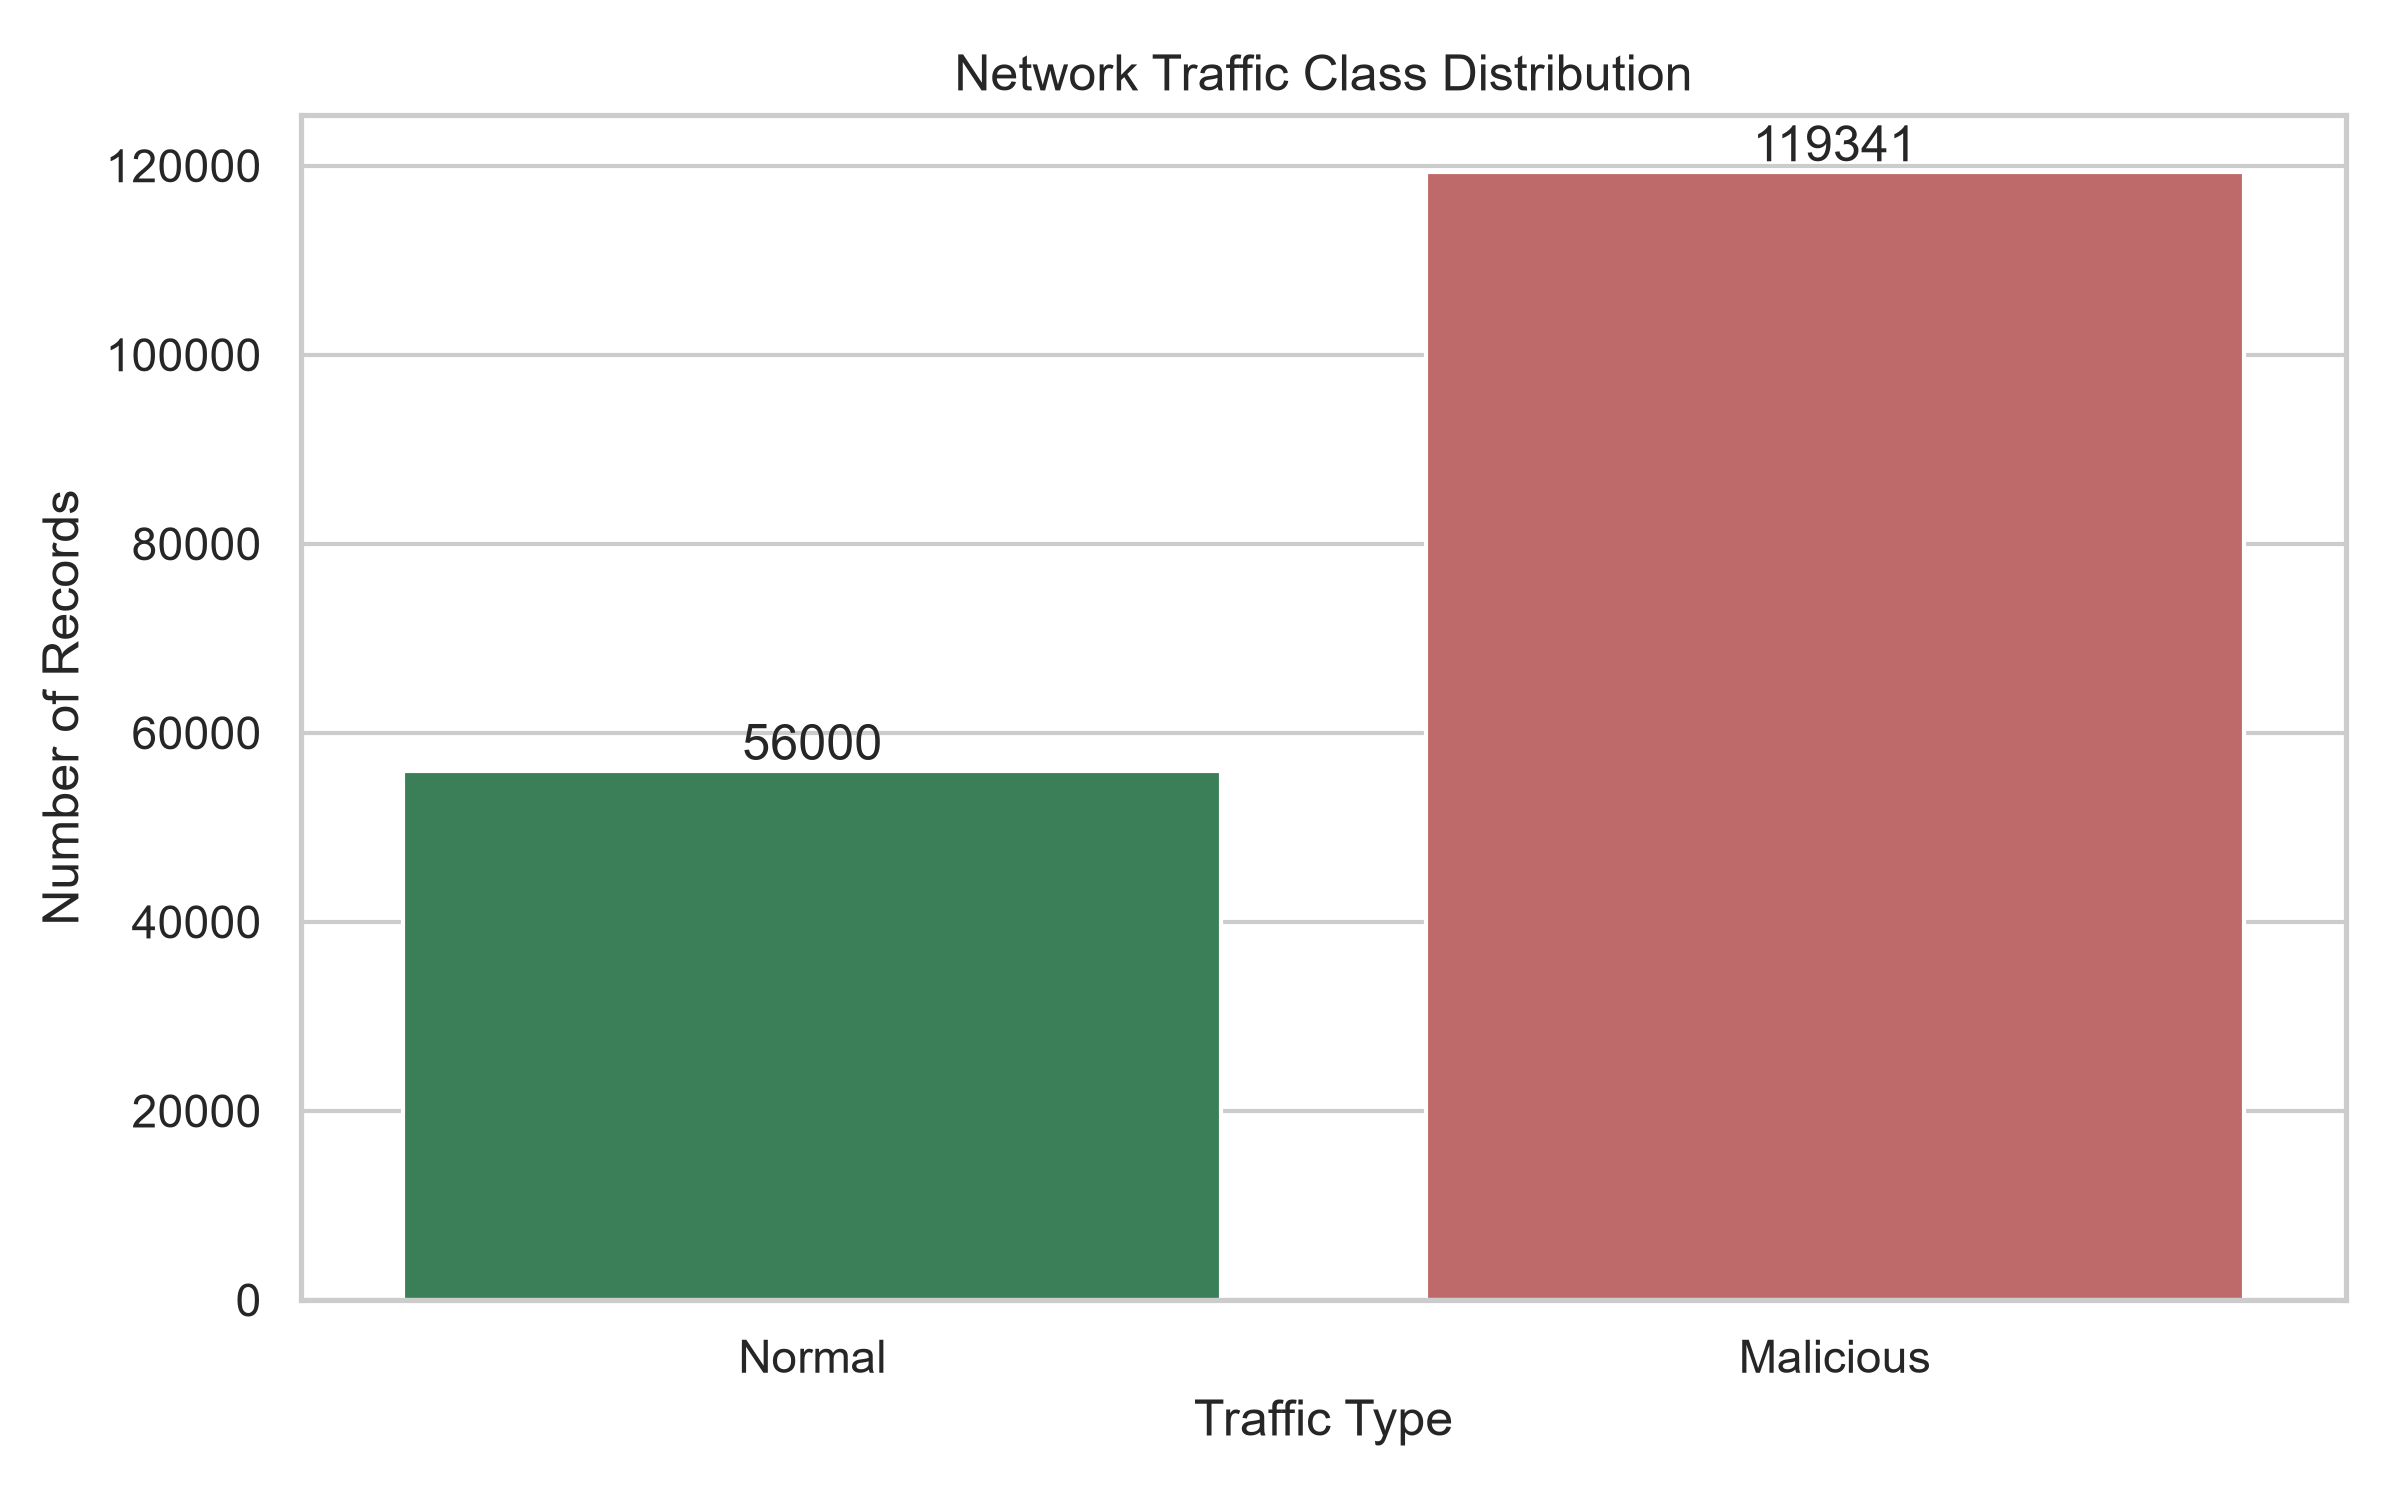 Network Traffic Class Distribution
Number of Records
120000
100000
80000
60000
40000
20000
0
56000
119341
Normal
Malicious
Traffic Type